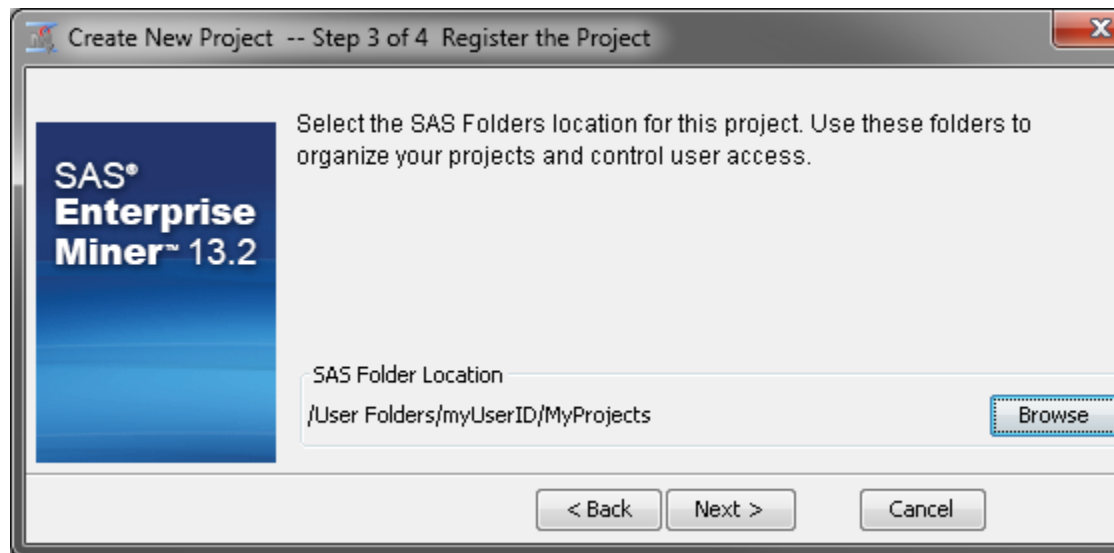 Create New Project -- Step 3 of 4 Register the Project
Select the SAS Folders location for this project. Use these folders to
organize your projects and control user access.
SAS®
Enterprise
Miner™ 13.2
SAS Folder Location
/User Folders/myUserID/MyProjects
Browse
< Back Next > Cancel